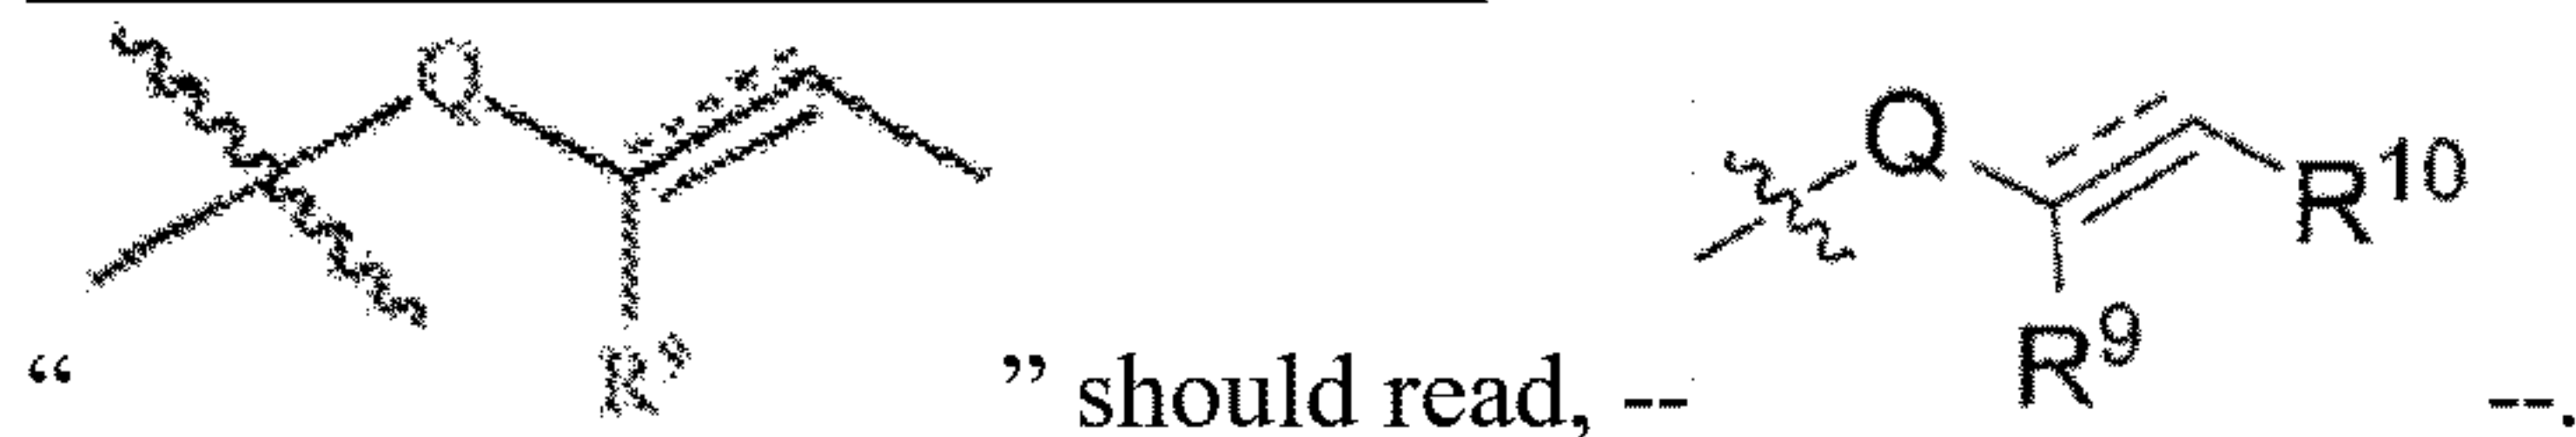 Q
Q
R10
R9
“ R9 ” should read, -- --.